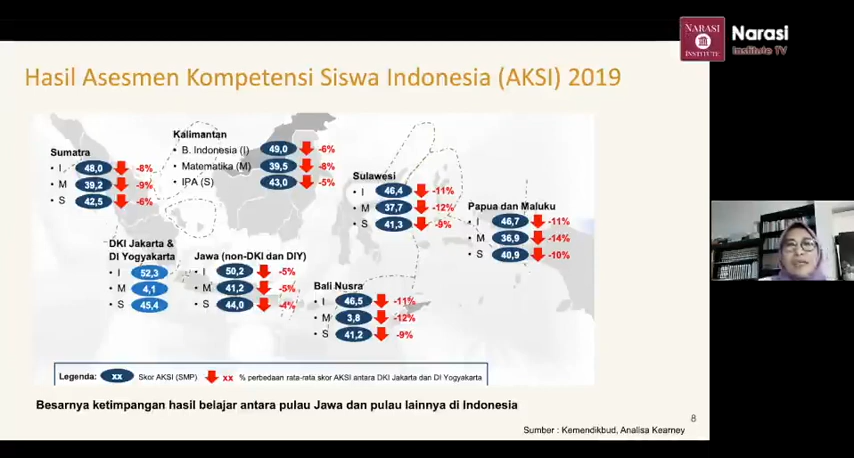 NARASI
INSTITUTE
Narasi
Institute TV
Hasil Asesmen Kompetensi Siswa Indonesia (AKSI) 2019
Kalimantan
• B. Indonesia (I) 49,0 -6%
• Matematika (M) 39,5 -8%
• IPA (S) 43,0 -5%
Sumatra
• I 48,0 -8%
• M 39,2 -9%
• S 42,5 -6%
Sulawesi
• I 46,4 -11%
• M 37,7 -12%
• S 41,3 -9%
Papua dan Maluku
• I 46,7 -11%
• M 36,9 -14%
• S 40,9 -10%
DKI Jakarta &
DI Yogyakarta
• I 52,3
• M 4,1
• S 45,4
Jawa (non-DKI dan DIY)
• I 50,2 -5%
• M 41,2 -5%
• S 44,0 -4%
Bali Nusra
• I 46,5 -11%
• M 3,8 -12%
• S 41,2 -9%
Legenda: xx Skor AKSI (SMP) xx % perbedaan rata-rata skor AKSI antara DKI Jakarta dan DI Yogyakarta
Besarnya ketimpangan hasil belajar antara pulau Jawa dan pulau lainnya di Indonesia
8
Sumber : Kemendikbud, Analisa Kearney